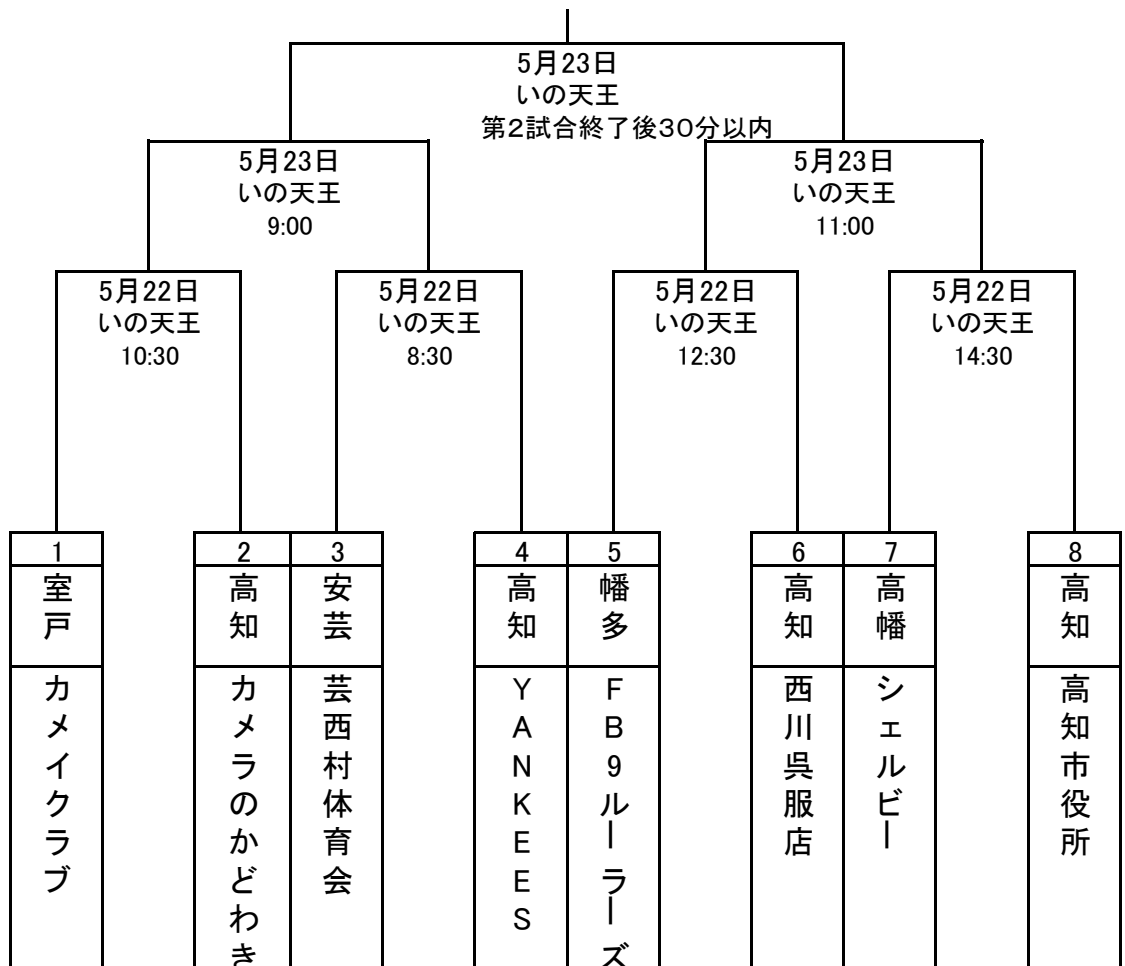 5月23日
いの天王
第2試合終了後30分以内
5月23日
いの天王
9:00
5月23日
いの天王
11:00
5月22日
いの天王
10:30
5月22日
いの天王
8:30
5月22日
いの天王
12:30
5月22日
いの天王
14:30
1
室戸
カメイクラブ
2
高知
カメラのかどわき
3
安芸
芸西村体育会
4
高知
YANKEES
5
幡多
FB9ルーラーズ
6
高知
西川呉服店
7
高幡
シェルビー
8
高知
高知市役所